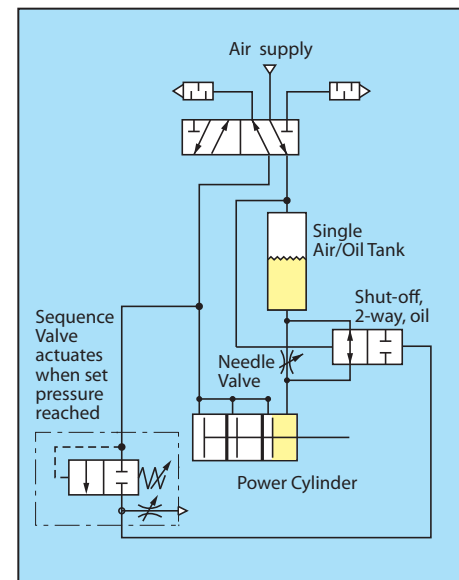 Air supply
Single
Air/Oil Tank
Shut-off,
2-way, oil
Sequence
Valve
actuates
when set
pressure
reached
Needle
Valve
Power Cylinder